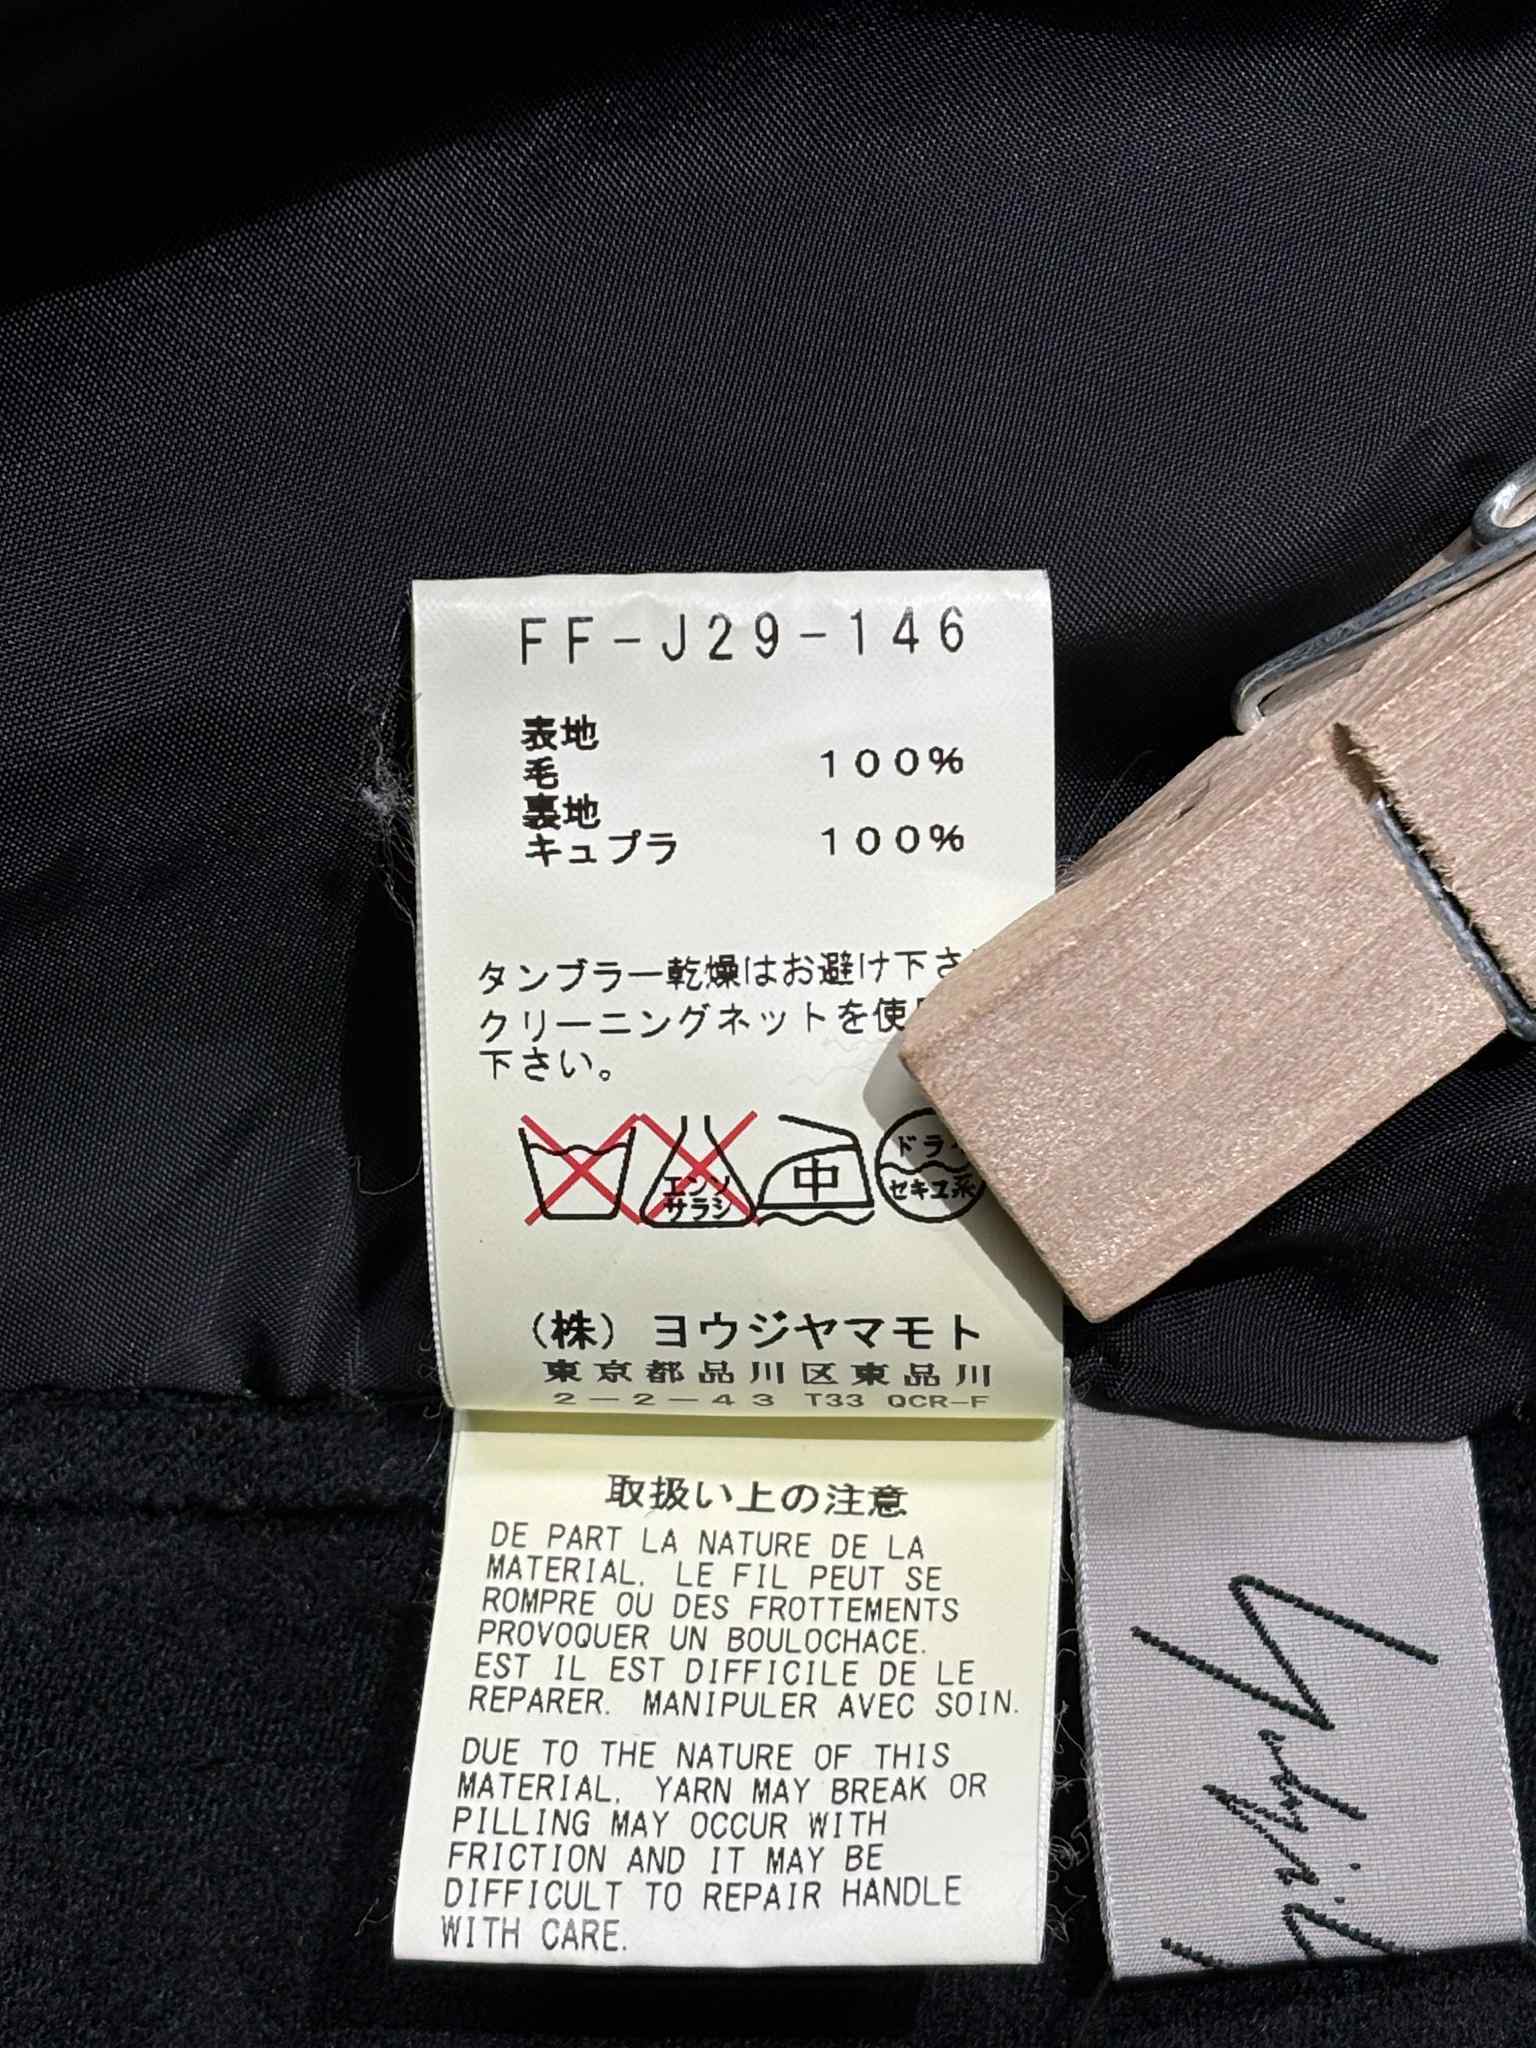 FF-J29-146
表地
毛 100%
裏地
キュプラ 100%
タンブラー乾燥はお避け下さ
クリーニングネットを使
下さい。
エンソ
サラシ
中
ドラ
セキユ系
(株) ヨウジヤマモト
東京都品川区東品川
2-2-43 T33 QCR-F
取扱い上の注意
DE PART LA NATURE DE LA
MATERIAL, LE FIL PEUT SE
ROMPRE OU DES FROTTEMENTS
PROVOQUER UN BOULOCHACE.
EST IL EST DIFFICILE DE LE
REPARER. MANIPULER AVEC SOIN.
DUE TO THE NATURE OF THIS
MATERIAL, YARN MAY BREAK OR
PILLING MAY OCCUR WITH
FRICTION AND IT MAY BE
DIFFICULT TO REPAIR HANDLE
WITH CARE.